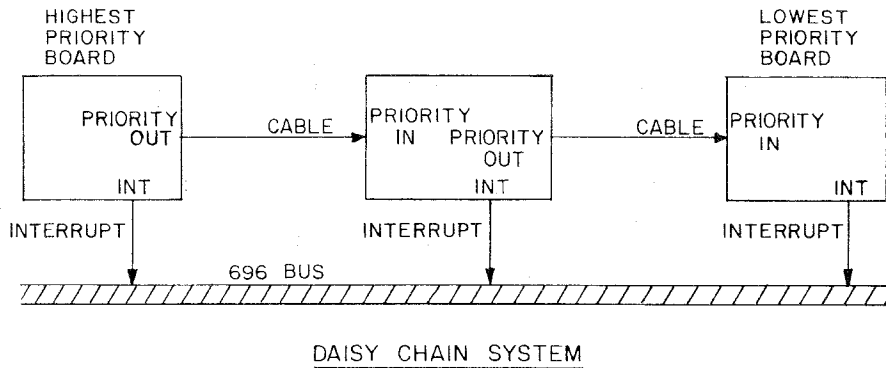 HIGHEST
PRIORITY
BOARD
LOWEST
PRIORITY
BOARD
PRIORITY
OUT
CABLE
PRIORITY
IN
PRIORITY
OUT
CABLE
PRIORITY
IN
INT
INT
INT
INTERRUPT
INTERRUPT
INTERRUPT
696 BUS
DAISY CHAIN SYSTEM